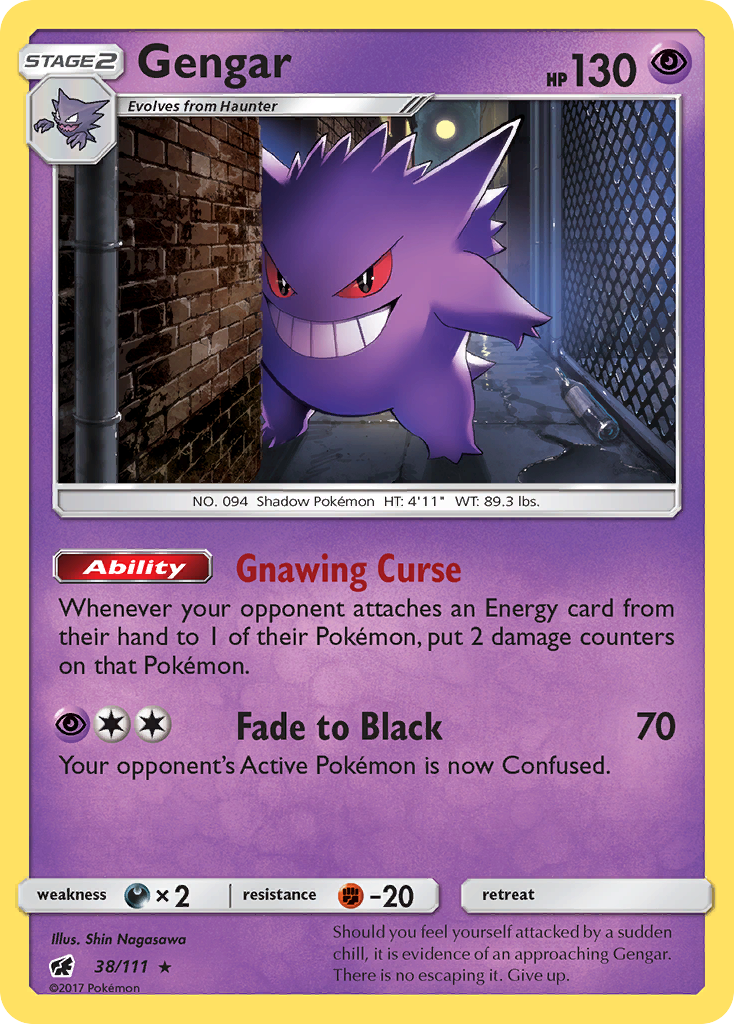 STAGE2 Gengar HP 130
Evolves from Haunter
NO. 094 Shadow Pokémon HT: 4'11" WT: 89.3 lbs.
Ability Gnawing Curse
Whenever your opponent attaches an Energy card from
their hand to 1 of their Pokémon, put 2 damage counters
on that Pokémon.
Fade to Black 70
Your opponent's Active Pokémon is now Confused.
weakness ×2 resistance -20 retreat
Illus. Shin Nagasawa
38/111 ★
©2017 Pokémon
Should you feel yourself attacked by a sudden
chill, it is evidence of an approaching Gengar.
There is no escaping it. Give up.